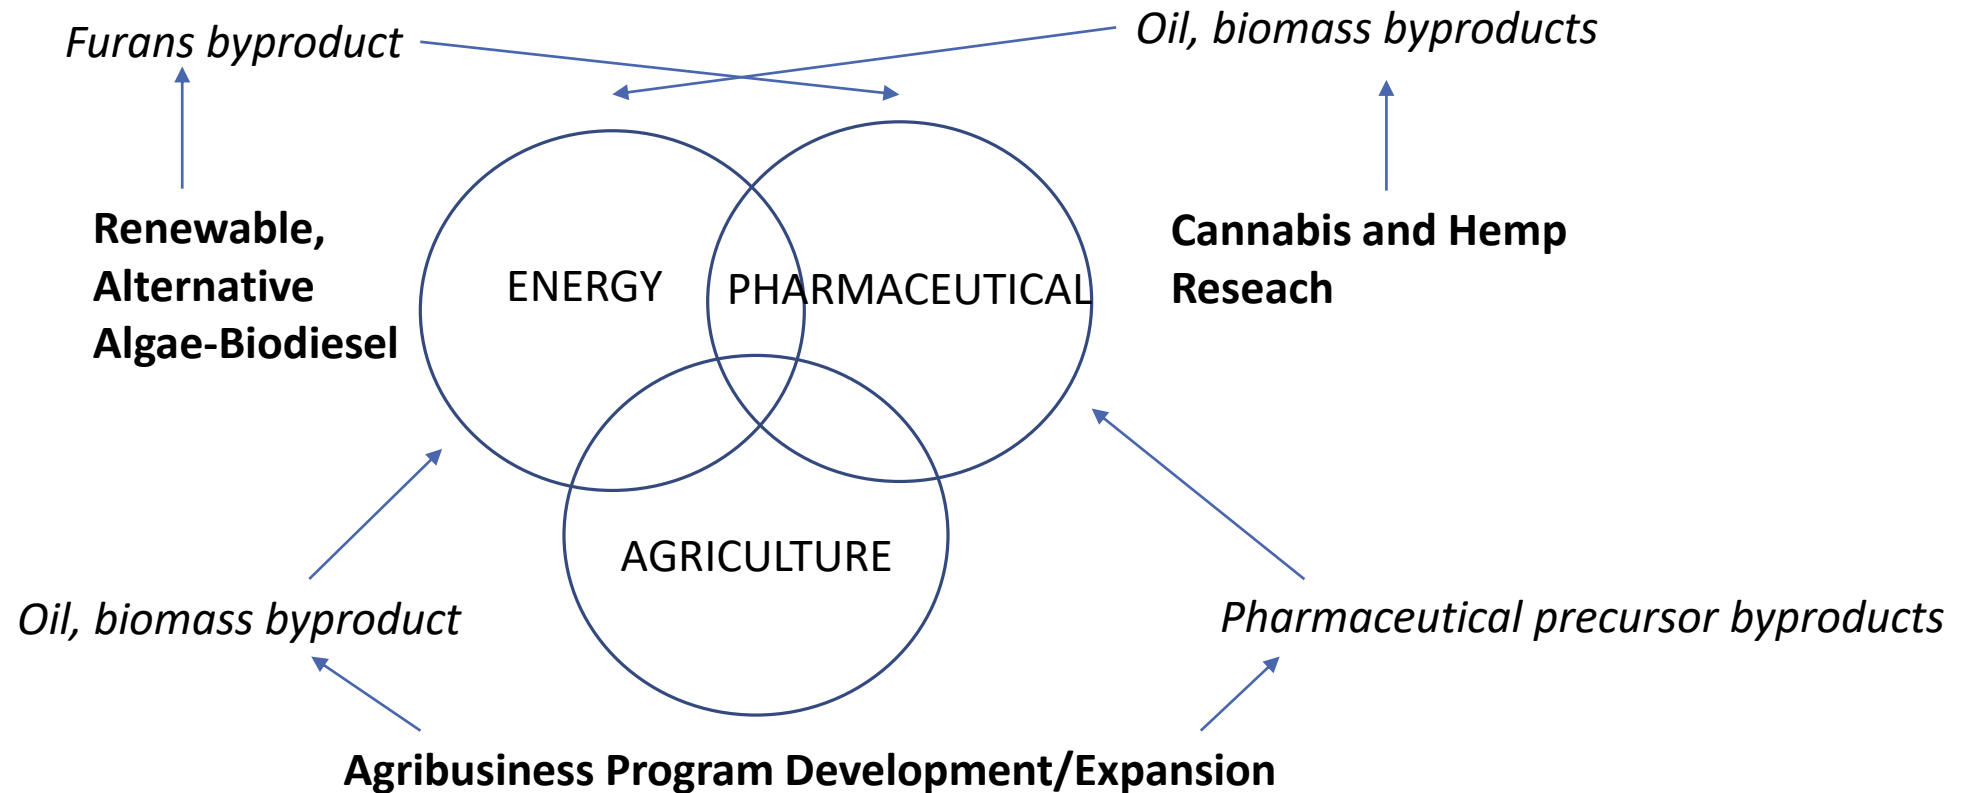 Furans byproduct
Oil, biomass byproducts
Renewable,
Alternative
Algae-Biodiesel
ENERGY
PHARMACEUTICAL
Cannabis and Hemp
Reseach
AGRICULTURE
Oil, biomass byproduct
Pharmaceutical precursor byproducts
Agribusiness Program Development/Expansion